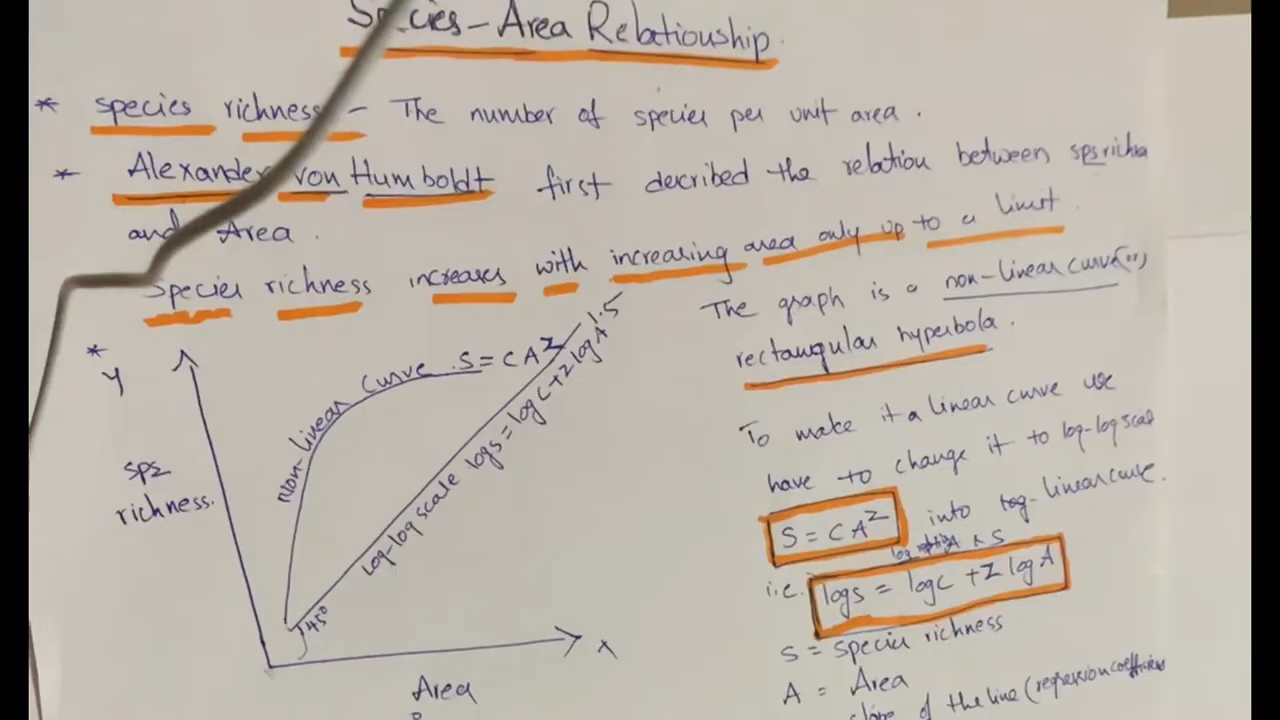 Species-Area Relationship
* species richness - The number of species per unit area.
* Alexander von Humboldt first described the relation between sps
and Area.
Species richness increases with increasing area only up to a limit
* Y
sps
richness.
Non-linear curve. S = CA^Z
log-log scale logs = log C + Z log A
1.5
45°
X
Area
The graph is a non-linear curve
rectangular hyperbola.
To make it a linear curve we
have to change it to log-log scale
S = CA^Z into log-linear curve.
i.e. logs = logC + Z log A
S = Species richness
A = Area
slope of the line (regression coefficient